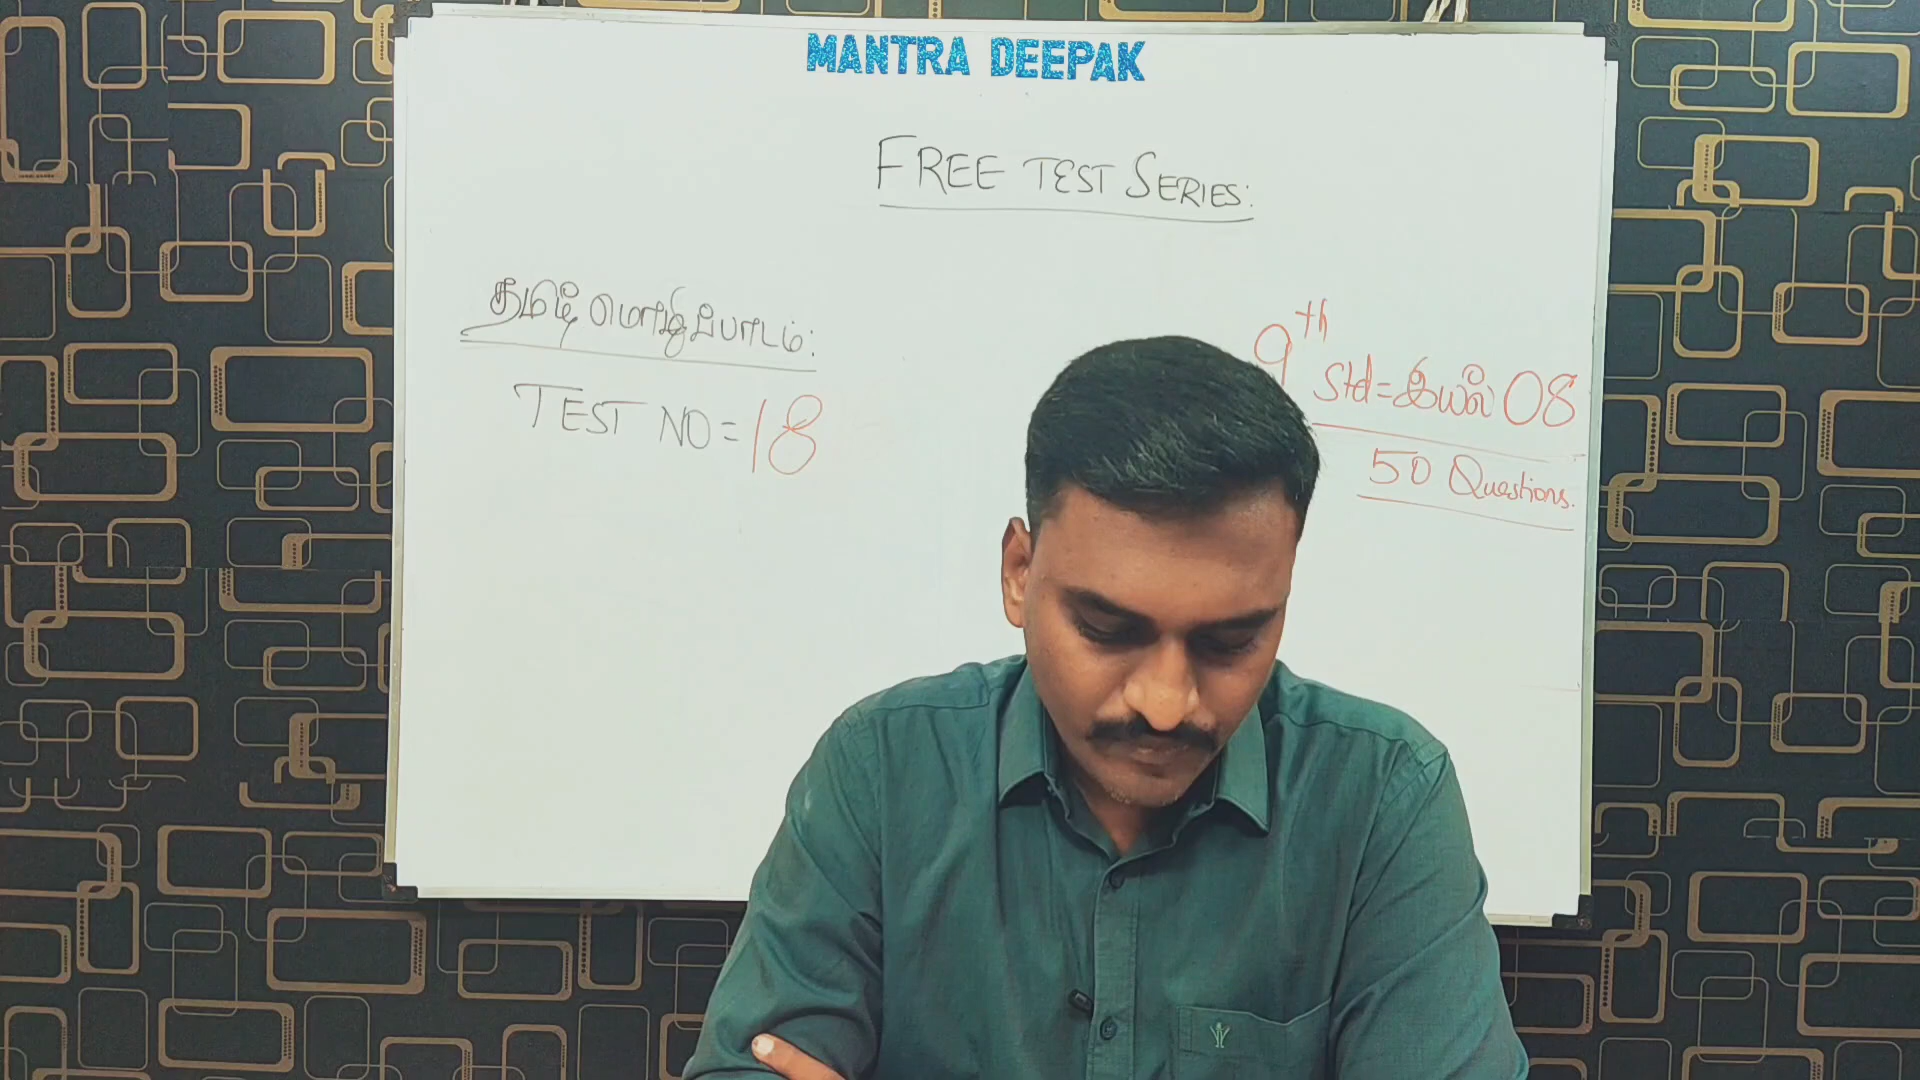 MANTRA DEEPAK
FREE TEST SERIES:
தமிழ் மொழிப்பாடம்:
TEST NO = 18
9th Std = இயல் 08
50 Questions.